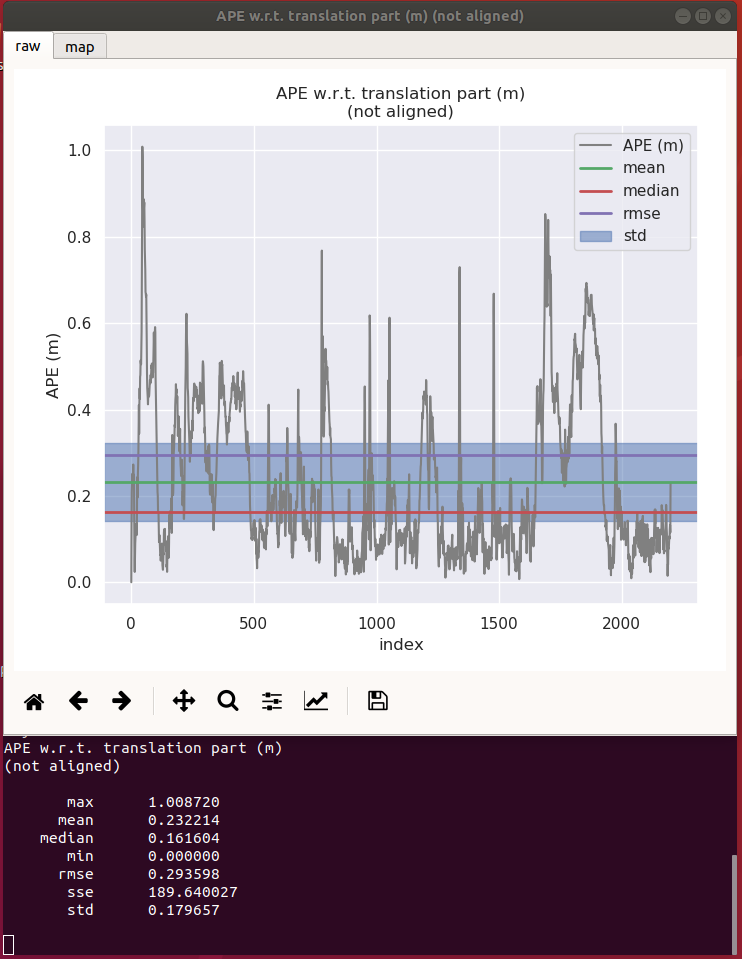 APE w.r.t. translation part (m) (not aligned)
raw map
APE w.r.t. translation part (m)
(not aligned)
APE (m)
mean
median
rmse
std
1.0
0.8
0.6
0.4
0.2
0.0
APE (m)
0 500 1000 1500 2000
index
APE w.r.t. translation part (m)
(not aligned)
max 1.008720
mean 0.232214
median 0.161604
min 0.000000
rmse 0.293598
sse 189.640027
std 0.179657